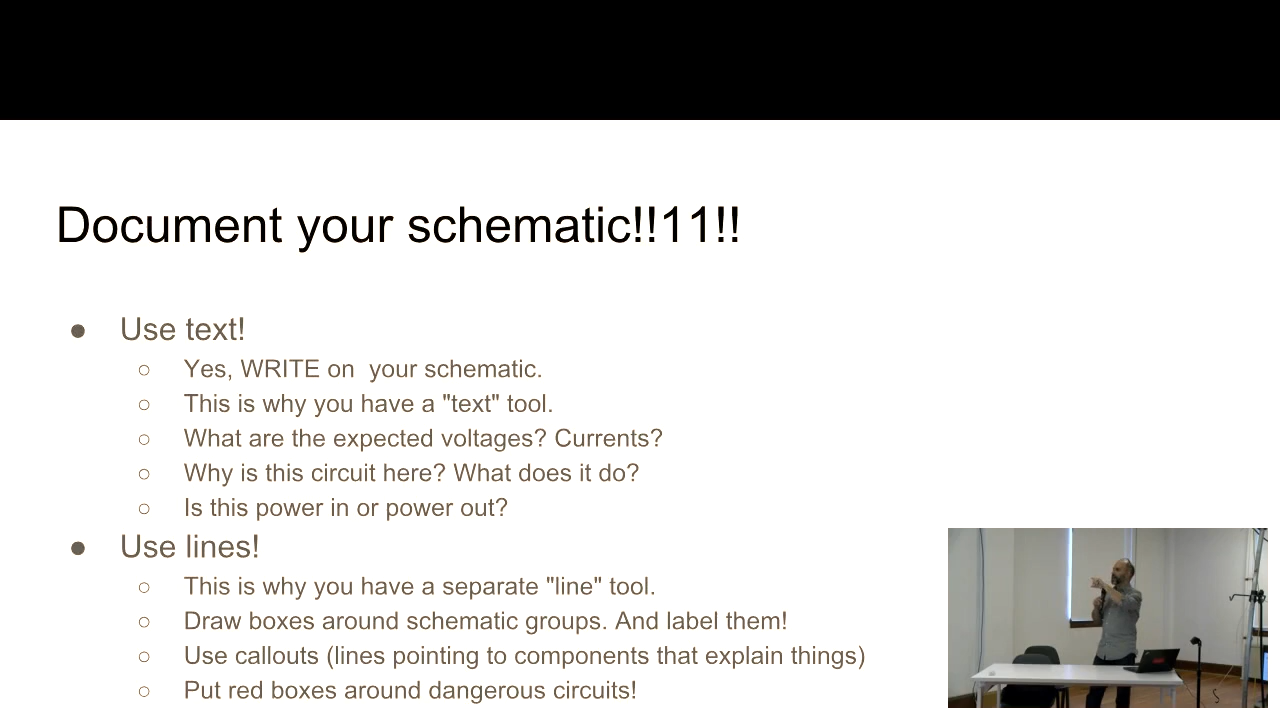 Document your schematic!!11!!
● Use text!
○ Yes, WRITE on  your schematic.
○ This is why you have a "text" tool.
○ What are the expected voltages? Currents?
○ Why is this circuit here? What does it do?
○ Is this power in or power out?
● Use lines!
○ This is why you have a separate "line" tool.
○ Draw boxes around schematic groups. And label them!
○ Use callouts (lines pointing to components that explain things)
○ Put red boxes around dangerous circuits!